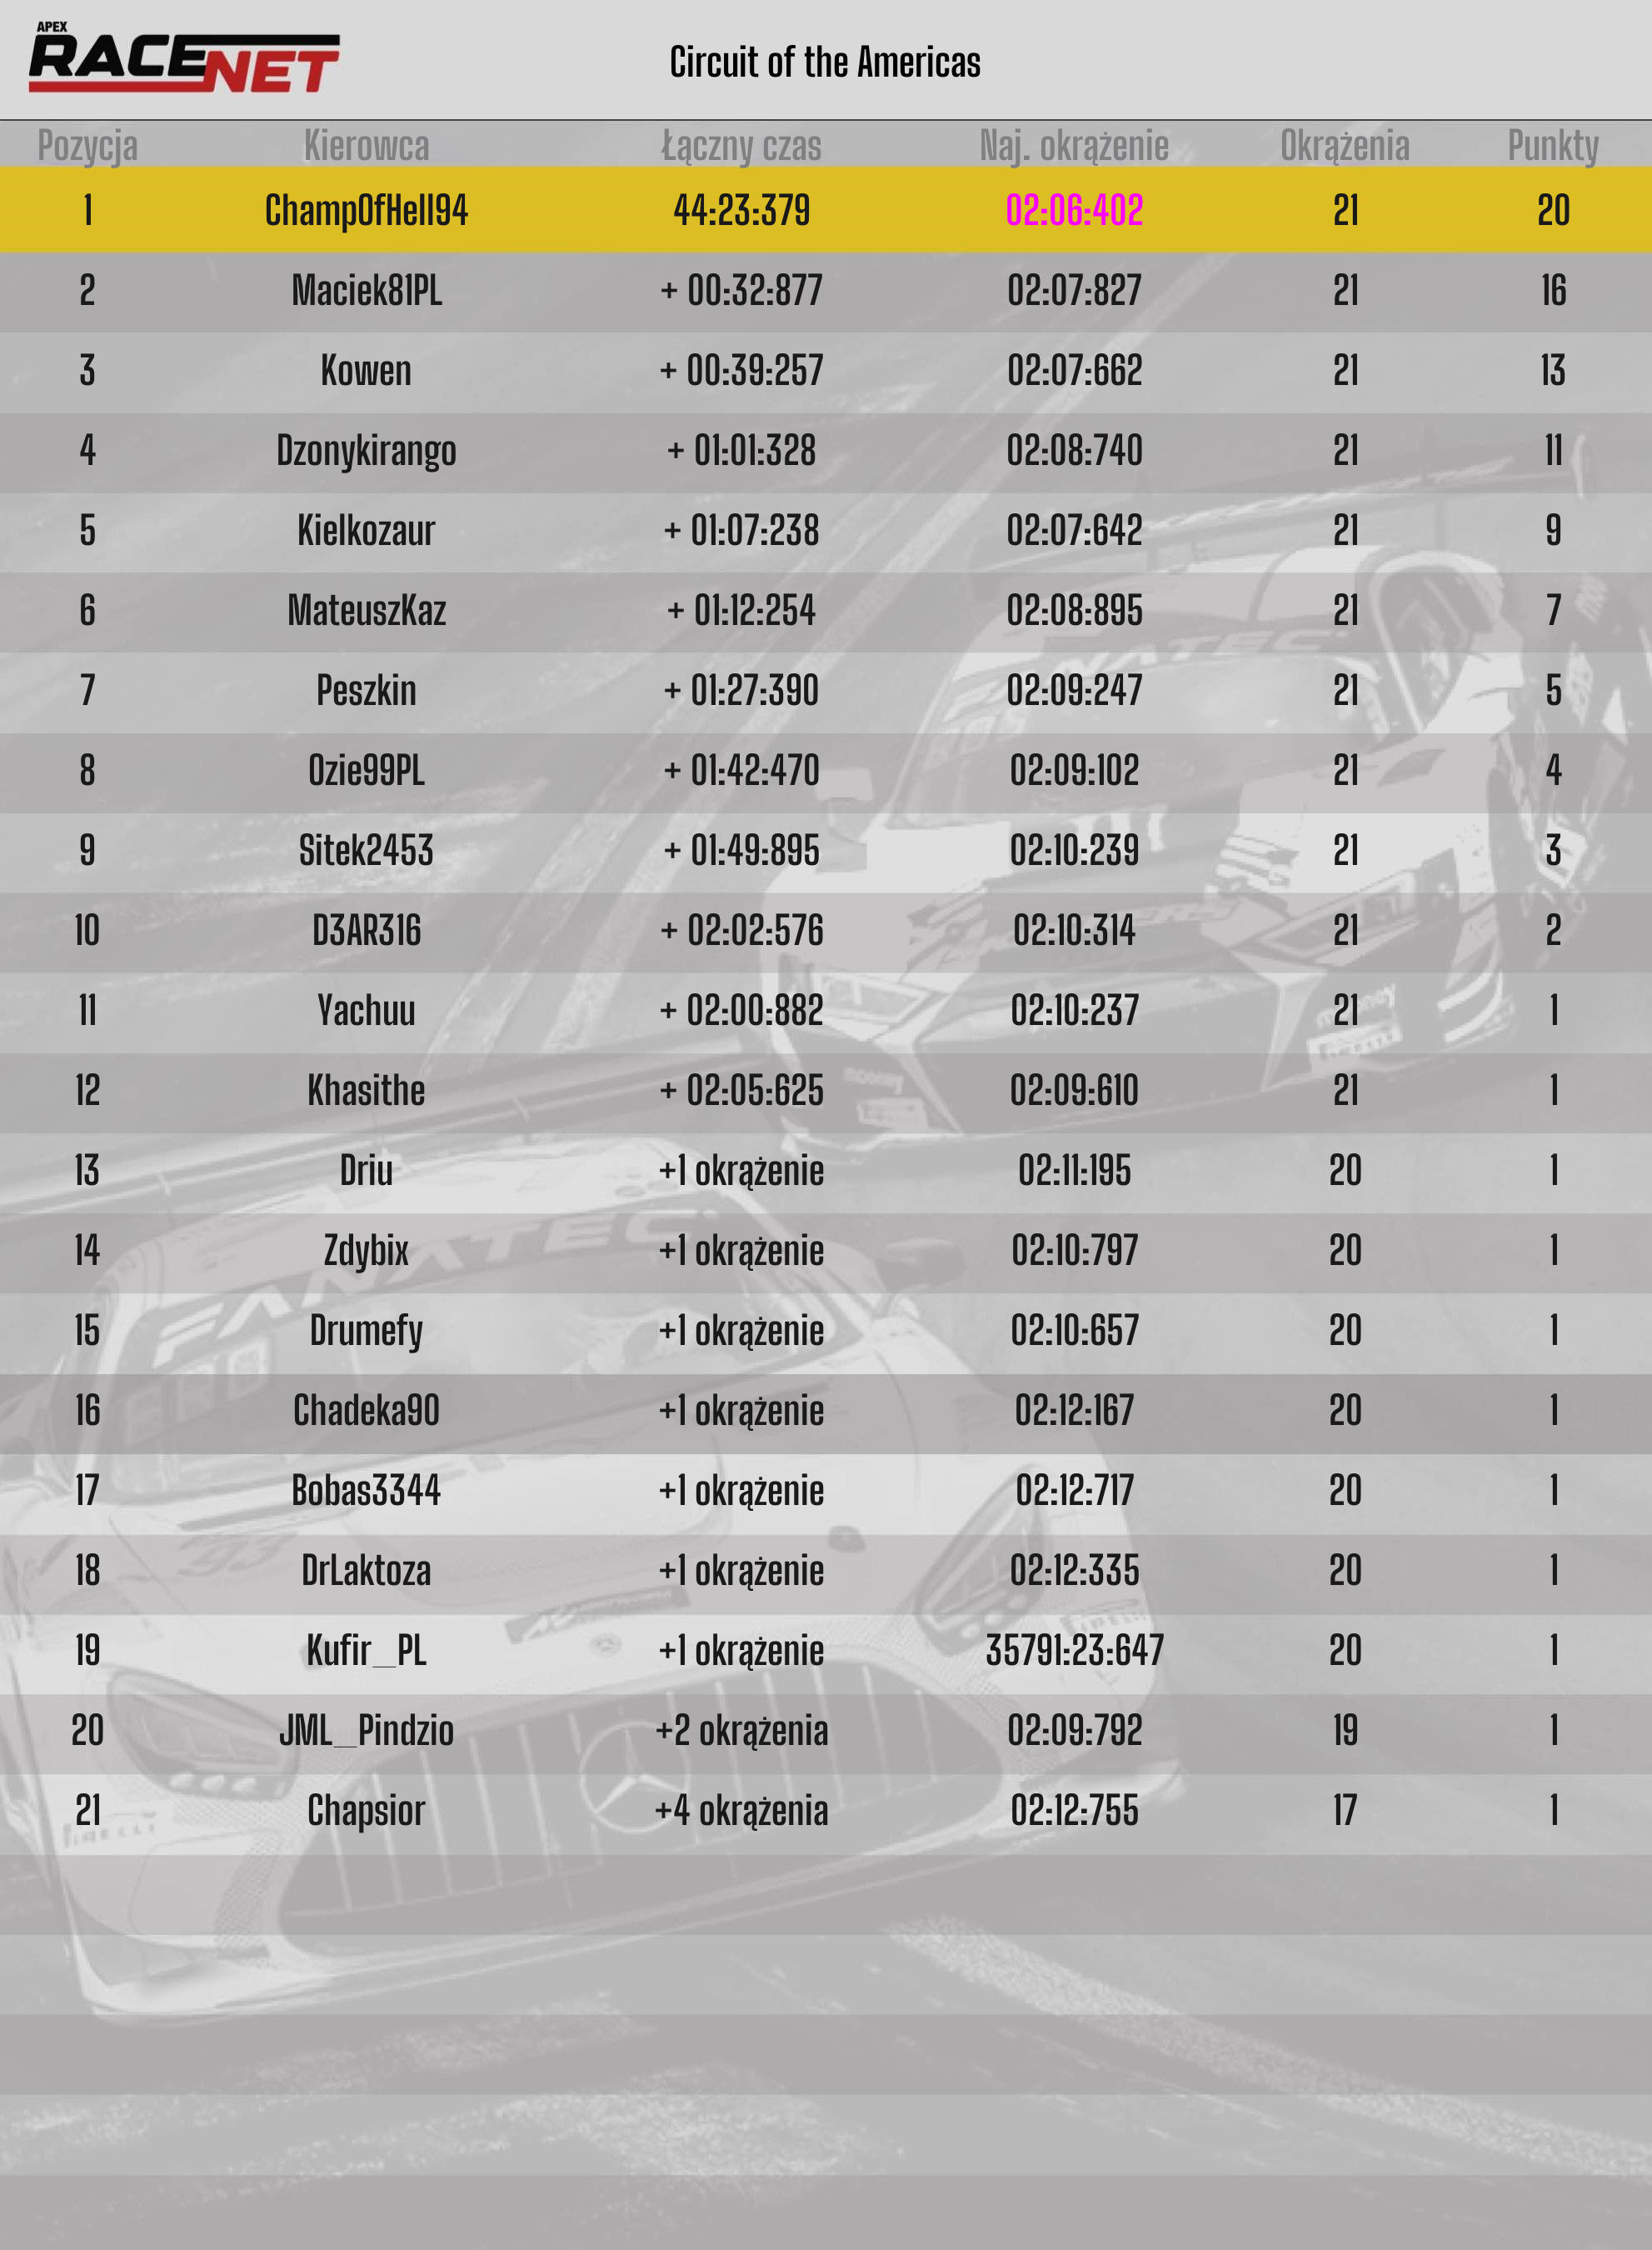 APEX
RACENET
Circuit of the Americas
Pozycja Kierowca Łączny czas Naj. okrążenie Okrążenia Punkty
1 ChampOfHell94 44:23:379 02:06:402 21 20
2 Maciek81PL + 00:32:877 02:07:827 21 16
3 Kowen + 00:39:257 02:07:662 21 13
4 Dzonykirango + 01:01:328 02:08:740 21 11
5 Kielkozaur + 01:07:238 02:07:642 21 9
6 MateuszKaz + 01:12:254 02:08:895 21 7
7 Peszkin + 01:27:390 02:09:247 21 5
8 Ozie99PL + 01:42:470 02:09:102 21 4
9 Sitek2453 + 01:49:895 02:10:239 21 3
10 D3AR316 + 02:02:576 02:10:314 21 2
11 Yachuu + 02:00:882 02:10:237 21 1
12 Khasithe + 02:05:625 02:09:610 21 1
13 Driu +1 okrążenie 02:11:195 20 1
14 Zdybix +1 okrążenie 02:10:797 20 1
15 Drumefy +1 okrążenie 02:10:657 20 1
16 Chadeka90 +1 okrążenie 02:12:167 20 1
17 Bobas3344 +1 okrążenie 02:12:717 20 1
18 DrLaktoza +1 okrążenie 02:12:335 20 1
19 Kufir_PL +1 okrążenie 35791:23:647 20 1
20 JML_Pindzio +2 okrążenia 02:09:792 19 1
21 Chapsior +4 okrążenia 02:12:755 17 1
FANATEC
FANATEC
PIRELLI